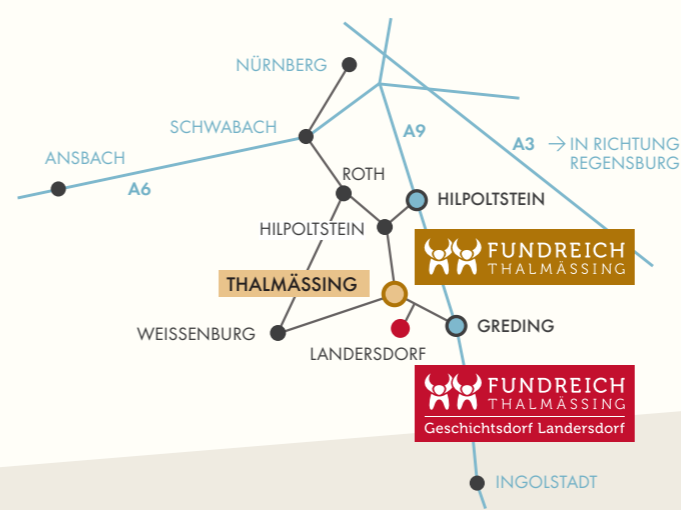 NÜRNBERG
SCHWABACH
A9
A3 → IN RICHTUNG
REGENSBURG
ANSBACH
A6
ROTH
HILPOLTSTEIN
HILPOLTSTEIN
FUNDREICH
THALMÄSSING
THALMÄSSING
WEISSENBURG
GREDING
LANDERSDORF
FUNDREICH
THALMÄSSING
Geschichtsdorf Landersdorf
INGOLSTADT